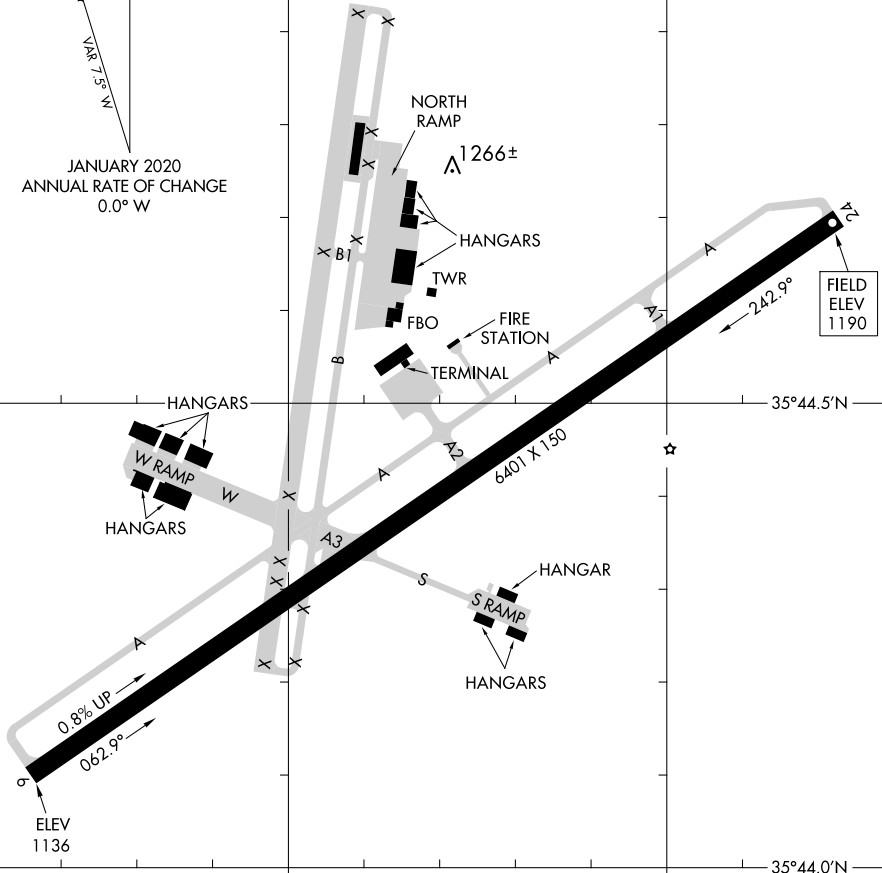 VAR 7.5° W
JANUARY 2020
ANNUAL RATE OF CHANGE
0.0° W
X
X
NORTH
RAMP
X
X
1266±
X
X
B1
HANGARS
TWR
FBO
FIRE
STATION
B
TERMINAL
A
A1
A
24
FIELD
ELEV
1190
242.9°
35°44.5'N
HANGARS
W RAMP
W
HANGARS
X
A
A2
6401 X 150
A3
X
X
X
S
S RAMP
HANGAR
HANGARS
A
X
X
0.8% UP
062.9°
6
ELEV
1136
35°44.0'N